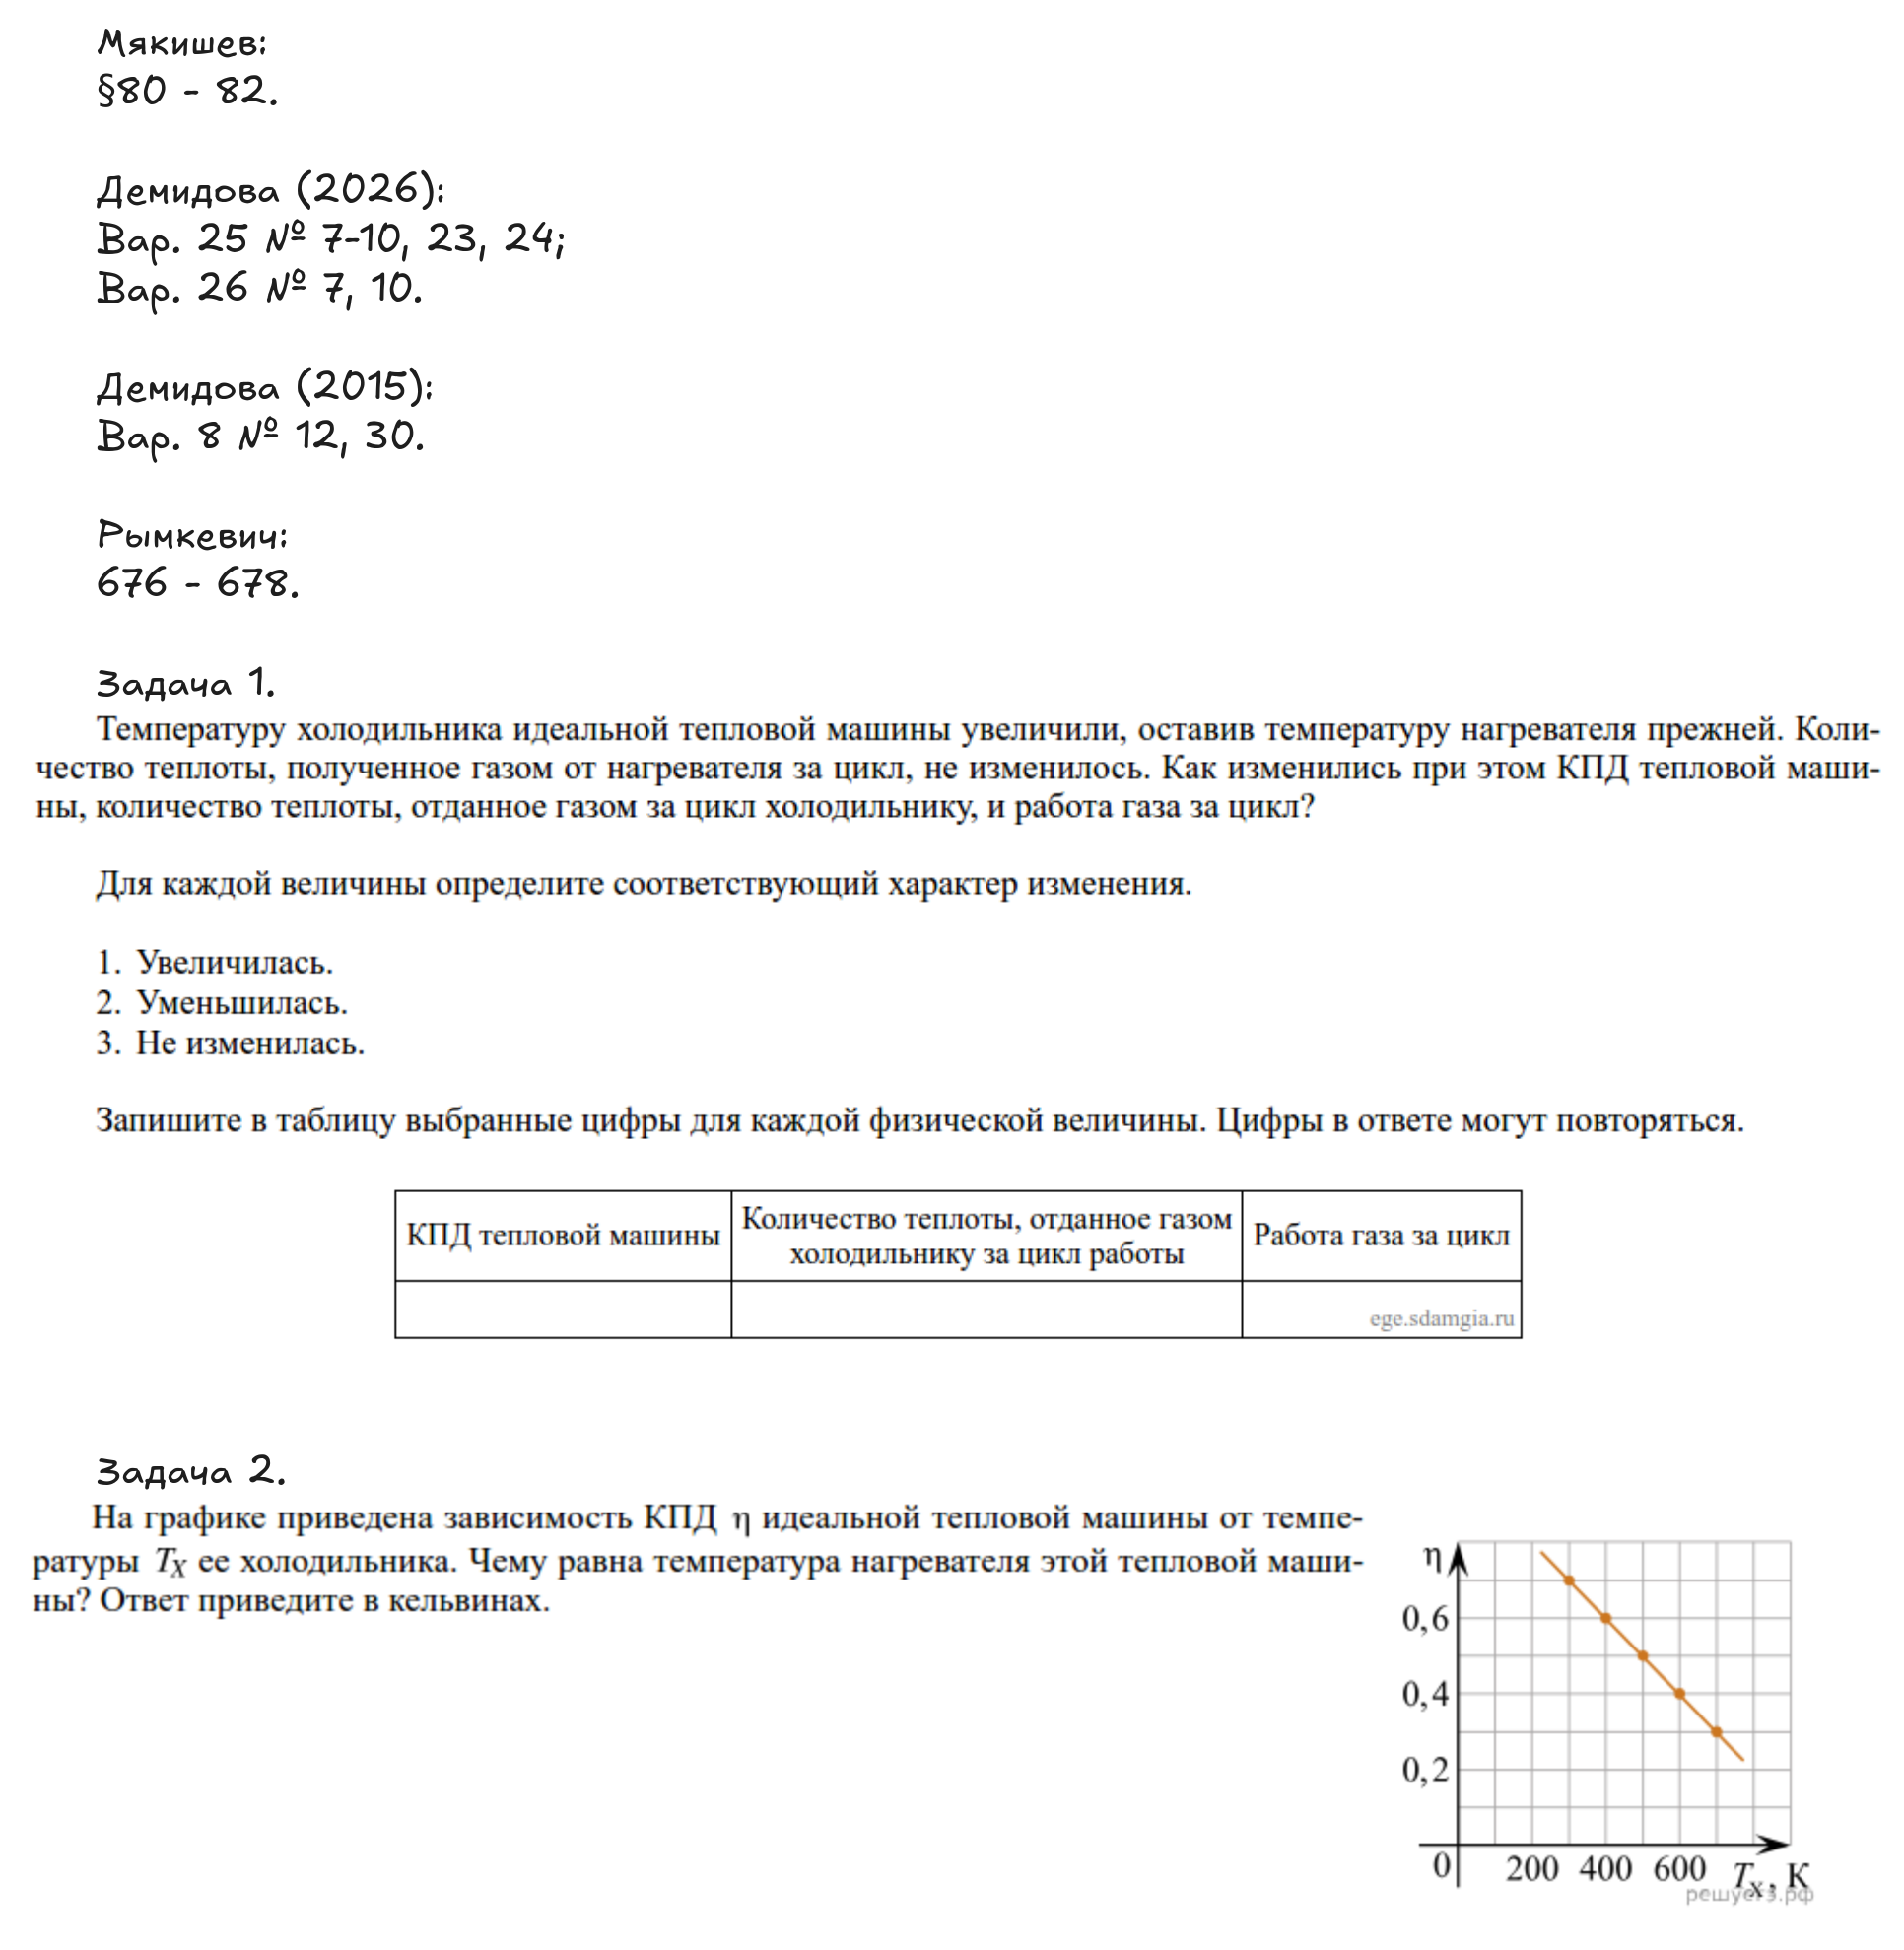 Мякишев:
§80 - 82.
Демидова (2026):
Вар. 25 № 7-10, 23, 24;
Вар. 26 № 7, 10.
Демидова (2015):
Вар. 8 № 12, 30.
Рымкевич:
676 - 678.
Задача 1.
Температуру холодильника идеальной тепловой машины увеличили, оставив температуру нагревателя прежней. Коли-
чество теплоты, полученное газом от нагревателя за цикл, не изменилось. Как изменились при этом КПД тепловой маши-
ны, количество теплоты, отданное газом за цикл холодильнику, и работа газа за цикл?
Для каждой величины определите соответствующий характер изменения.
1. Увеличилась.
2. Уменьшилась.
3. Не изменилась.
Запишите в таблицу выбранные цифры для каждой физической величины. Цифры в ответе могут повторяться.
КПД тепловой машины
Количество теплоты, отданное газом
холодильнику за цикл работы
Работа газа за цикл
ege.sdamgia.ru
Задача 2.
На графике приведена зависимость КПД η идеальной тепловой машины от темпе-
ратуры Tₓ ее холодильника. Чему равна температура нагревателя этой тепловой маши-
ны? Ответ приведите в кельвинах.
η
0,6
0,4
0,2
0 200 400 600 Tₓ, К
решуегэ.рф